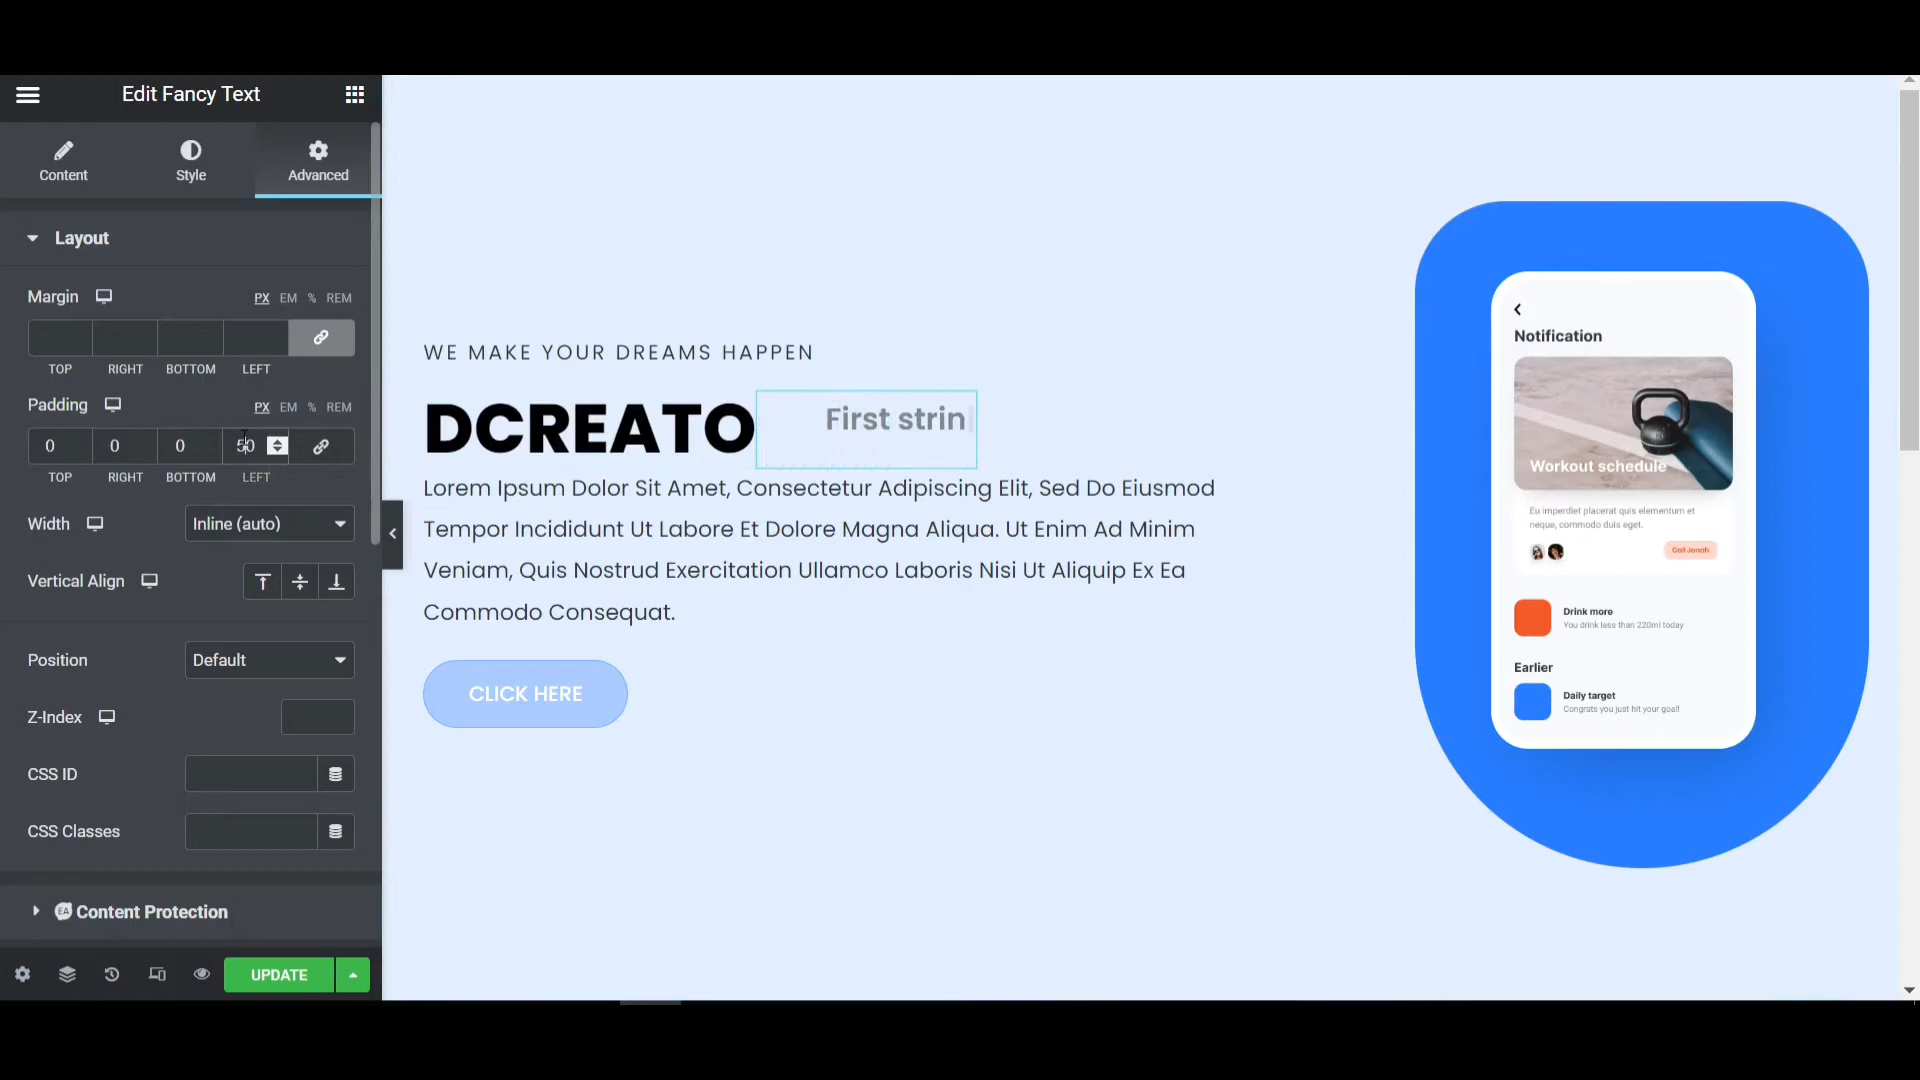 Edit Fancy Text
Content
Style
Advanced
Layout
Margin
PX EM % REM
TOP RIGHT BOTTOM LEFT
Padding
PX EM % REM
0 0 0 50
TOP RIGHT BOTTOM LEFT
Width
Inline (auto)
Vertical Align
Position
Default
Z-Index
CSS ID
CSS Classes
EA Content Protection
UPDATE
WE MAKE YOUR DREAMS HAPPEN
DCREATO
First strin
Lorem Ipsum Dolor Sit Amet, Consectetur Adipiscing Elit, Sed Do Eiusmod
Tempor Incididunt Ut Labore Et Dolore Magna Aliqua. Ut Enim Ad Minim
Veniam, Quis Nostrud Exercitation Ullamco Laboris Nisi Ut Aliquip Ex Ea
Commodo Consequat.
CLICK HERE
Notification
Workout schedule
Eu imperdiet placerat quis elementum et
neque, commodo duis eget.
Call Jonah
Drink more
You drink less than 220ml today
Earlier
Daily target
Congrats you just hit your goal!